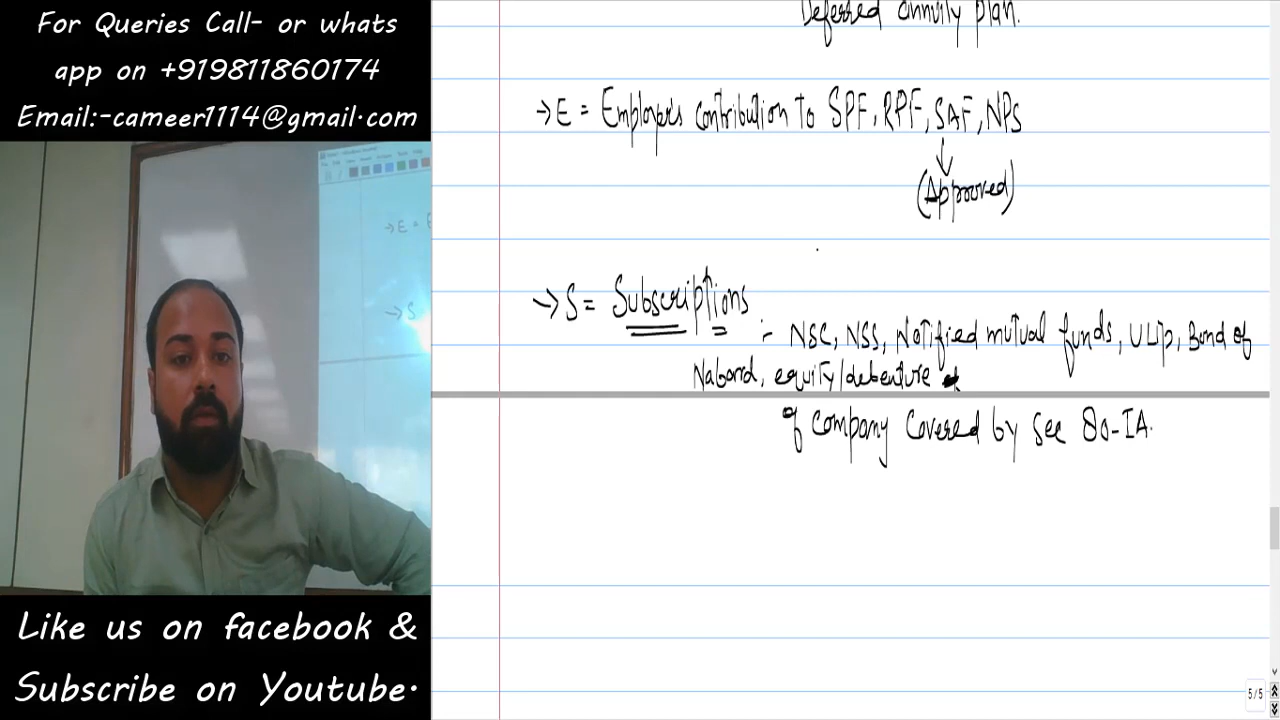 For Queries Call- or whats
app on +919811860174
Email:-cameer1114@gmail.com
Deferred annuity plan.
→ E = Employer's contribution to SPF, RPF, SAF, NPS
(Approved)
→ S = Subscriptions
:- NSC, NSS, Notified mutual funds, ULIP, Bond of
Nabard, equity/debenture
of company covered by Sec 80-IA.
→ E =
→ S
Like us on facebook &
Subscribe on Youtube.
5/5